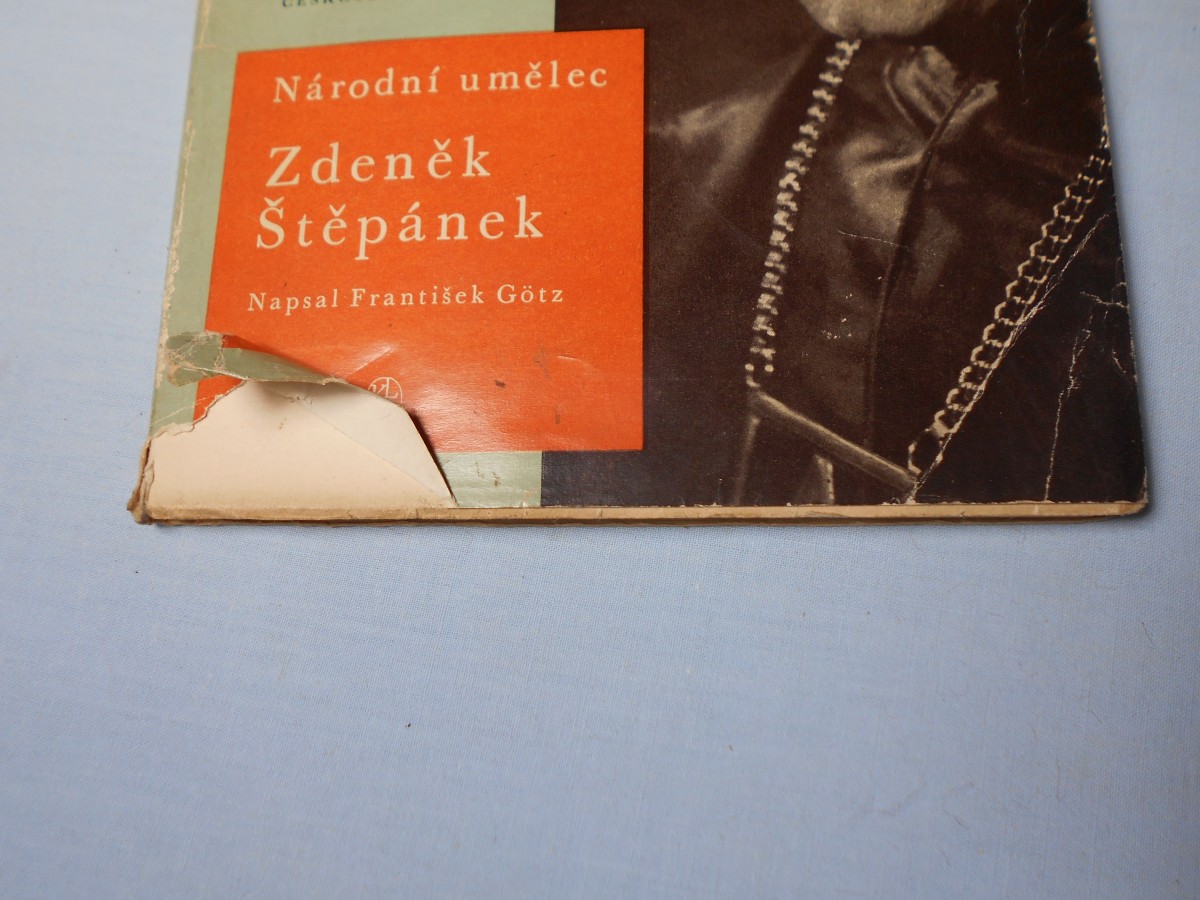 Národní umělec
Zdeněk
Štěpánek
Napsal František Götz